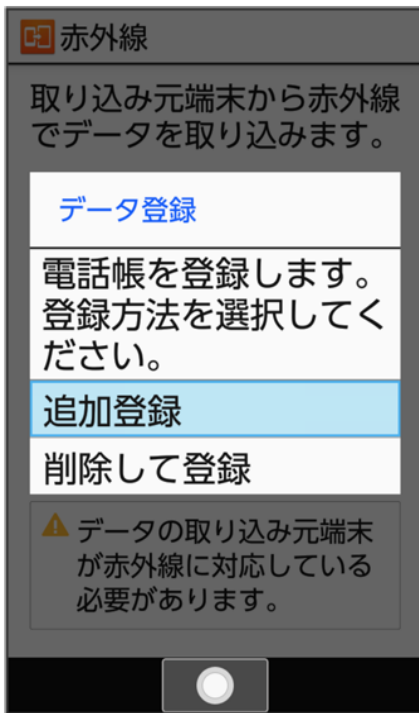 赤外線
取り込み元端末から赤外線
でデータを取り込みます。
データ登録
電話帳を登録します。
登録方法を選択してく
ださい。
追加登録
削除して登録
データの取り込み元端末
が赤外線に対応している
必要があります。